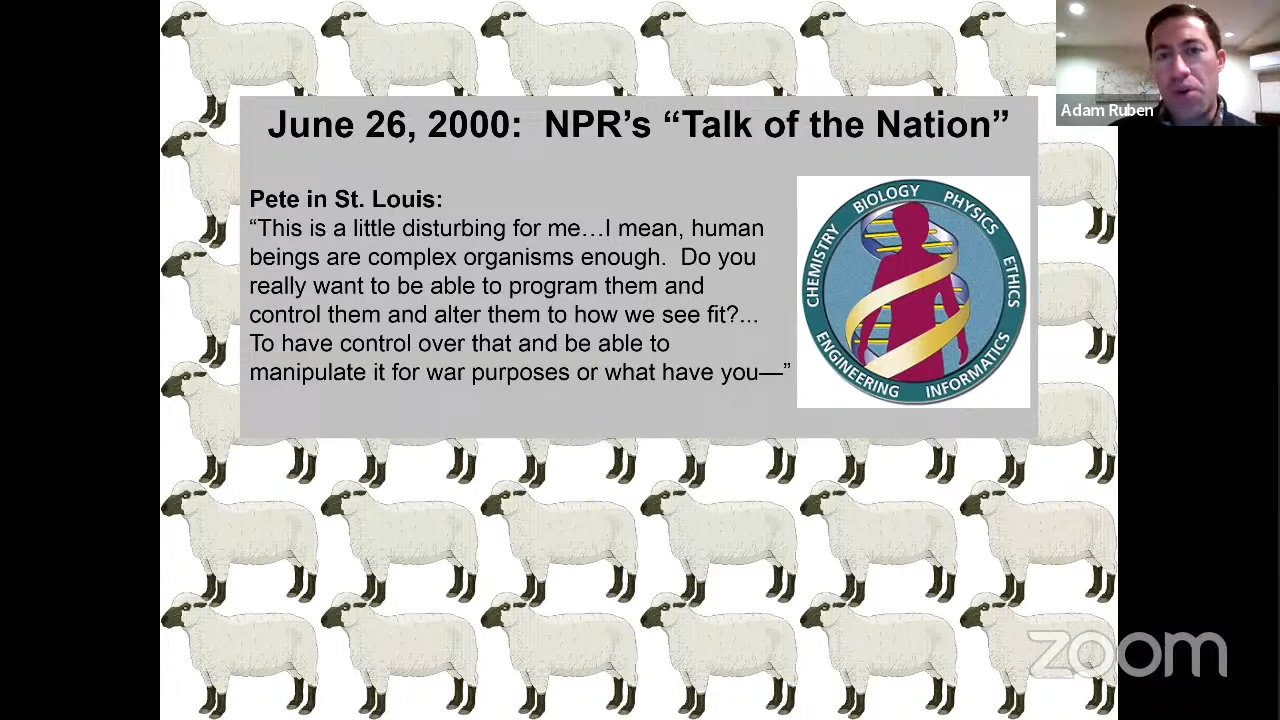 June 26, 2000:  NPR’s “Talk of the Nation”
Pete in St. Louis:
“This is a little disturbing for me…I mean, human
beings are complex organisms enough.  Do you
really want to be able to program them and
control them and alter them to how we see fit?...
To have control over that and be able to
manipulate it for war purposes or what have you—”
CHEMISTRY
BIOLOGY
PHYSICS
ETHICS
INFORMATICS
ENGINEERING
Adam Ruben
zoom